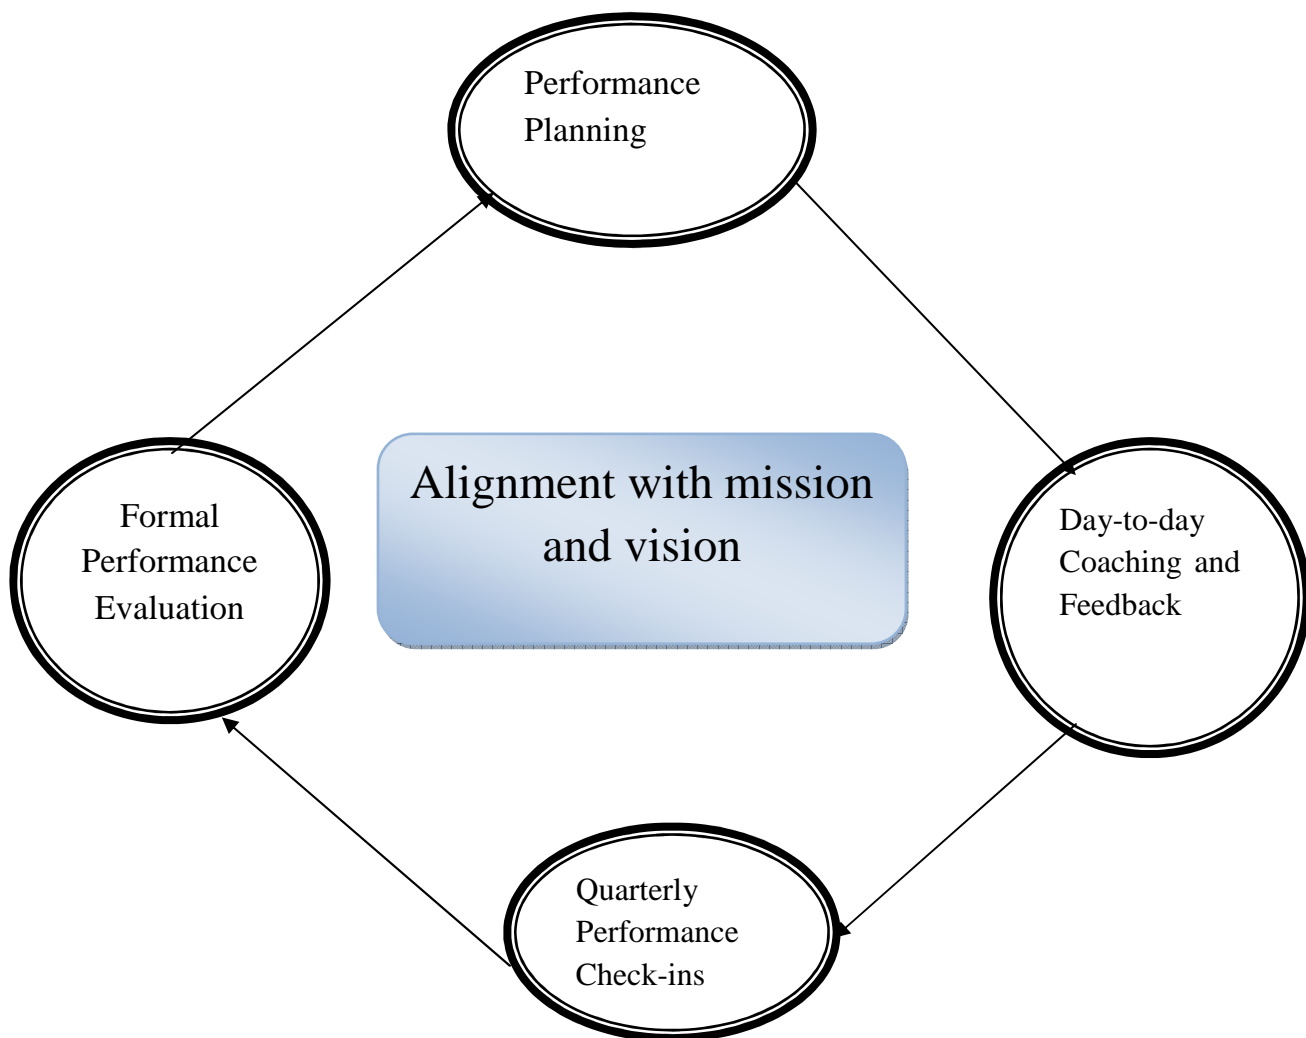 Performance
Planning
Alignment with mission
and vision
Formal
Performance
Evaluation
Day-to-day
Coaching and
Feedback
Quarterly
Performance
Check-ins